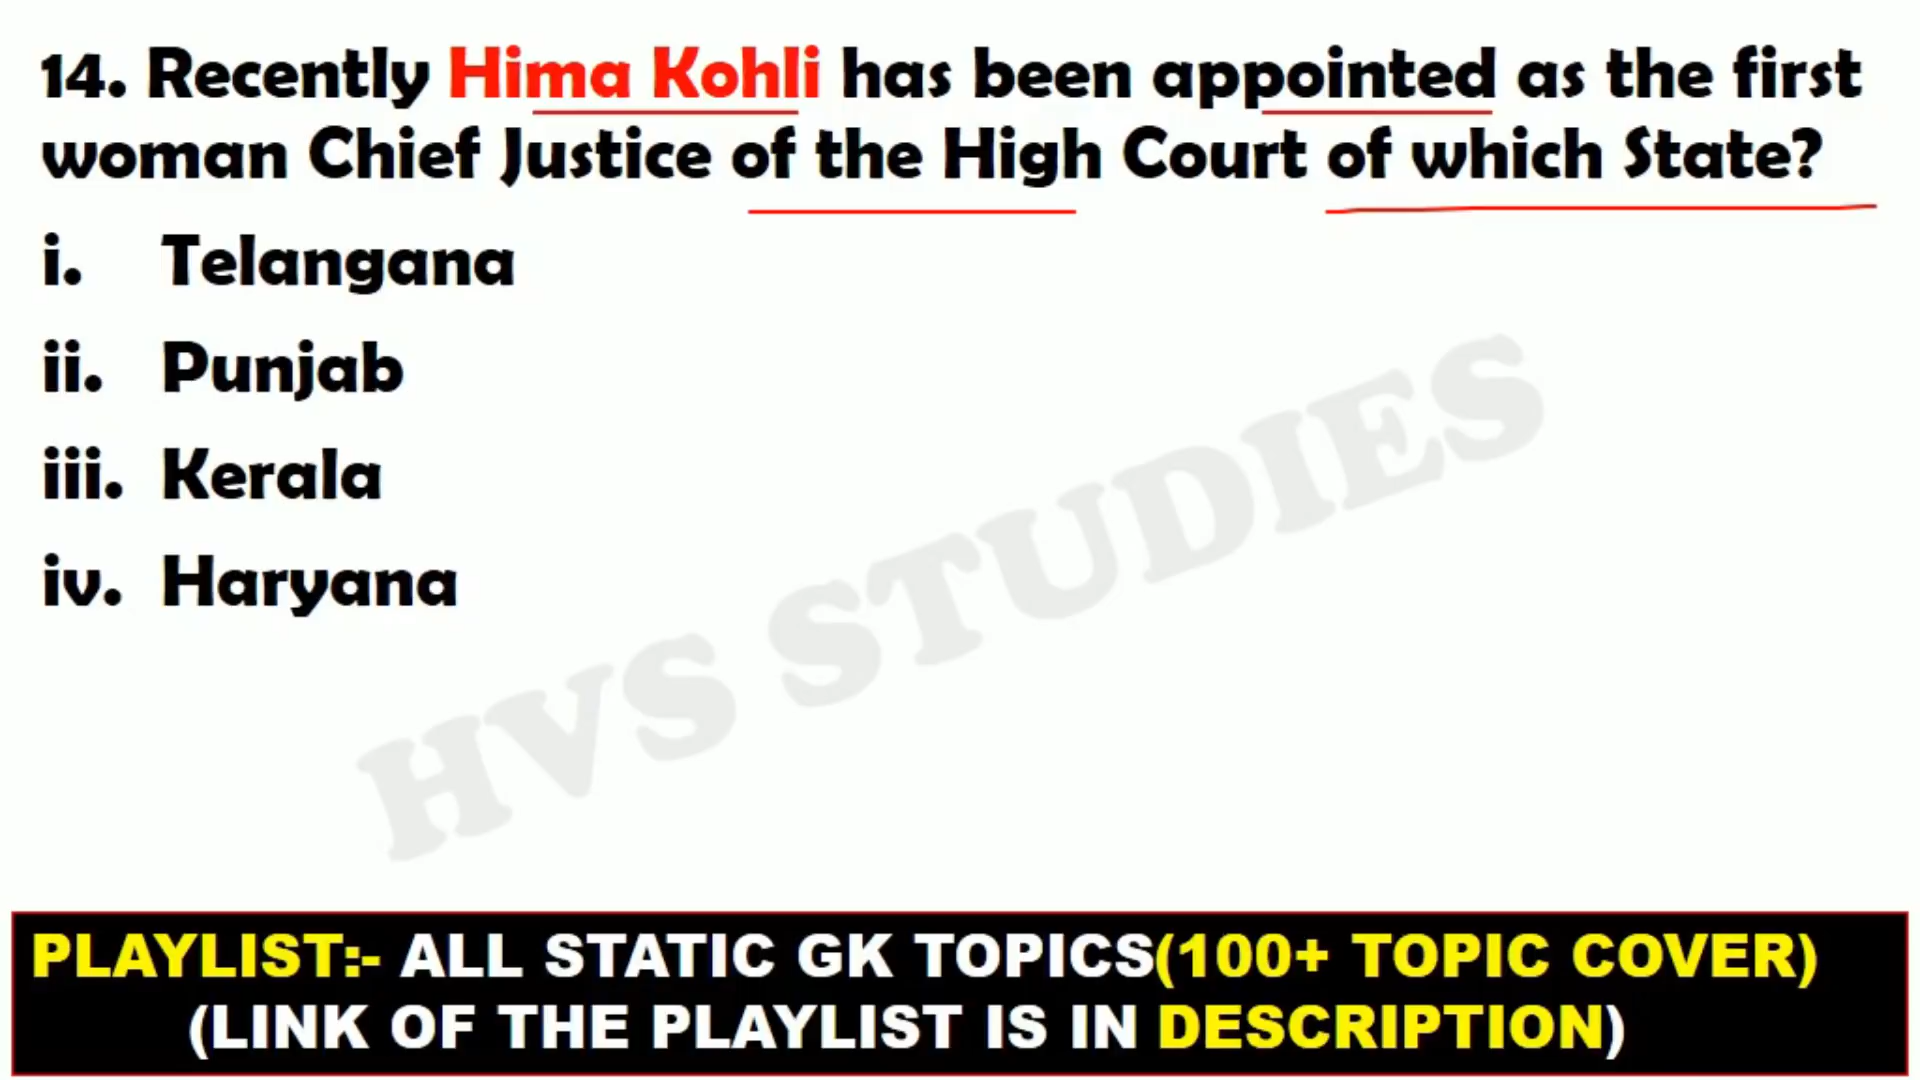 14. Recently Hima Kohli has been appointed as the first
woman Chief Justice of the High Court of which State?
i. Telangana
ii. Punjab
iii. Kerala
iv. Haryana
HVS STUDIES
PLAYLIST:- ALL STATIC GK TOPICS(100+ TOPIC COVER)
(LINK OF THE PLAYLIST IS IN DESCRIPTION)